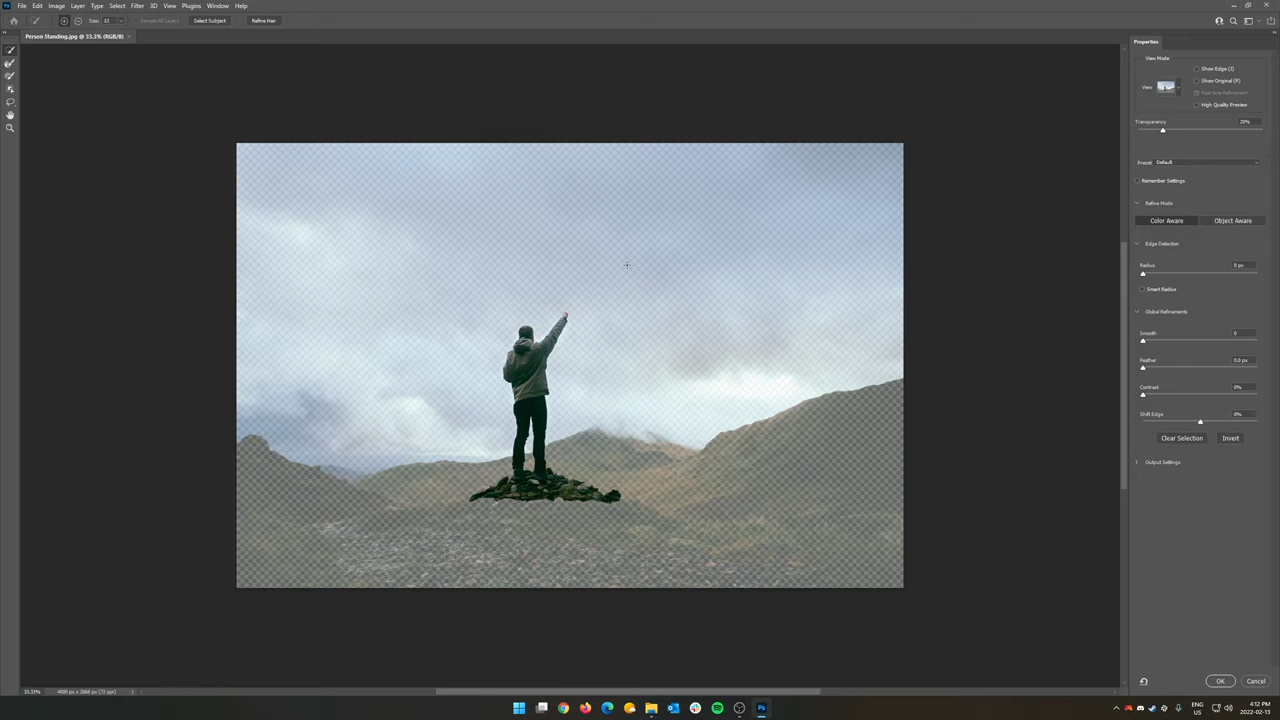 Ps File Edit Image Layer Type Select Filter 3D View Plugins Window Help
Size: 13 Sample All Layers Select Subject Refine Hair
Person Standing.jpg @ 33.3% (RGB/8) ×
Properties
View Mode
Show Edge (J)
Show Original (P)
View
Real-time Refinement
High Quality Preview
Transparency 20%
Preset: Default
Remember Settings
Refine Mode
Color Aware Object Aware
Edge Detection
Radius 0 px
Smart Radius
Global Refinements
Smooth 0
Feather 0.0 px
Contrast 0%
Shift Edge 0%
Clear Selection Invert
Output Settings
OK Cancel
33.33% 4000 px x 2668 px (72 ppi)
Ps
ENG
US
4:12 PM
2022-02-13